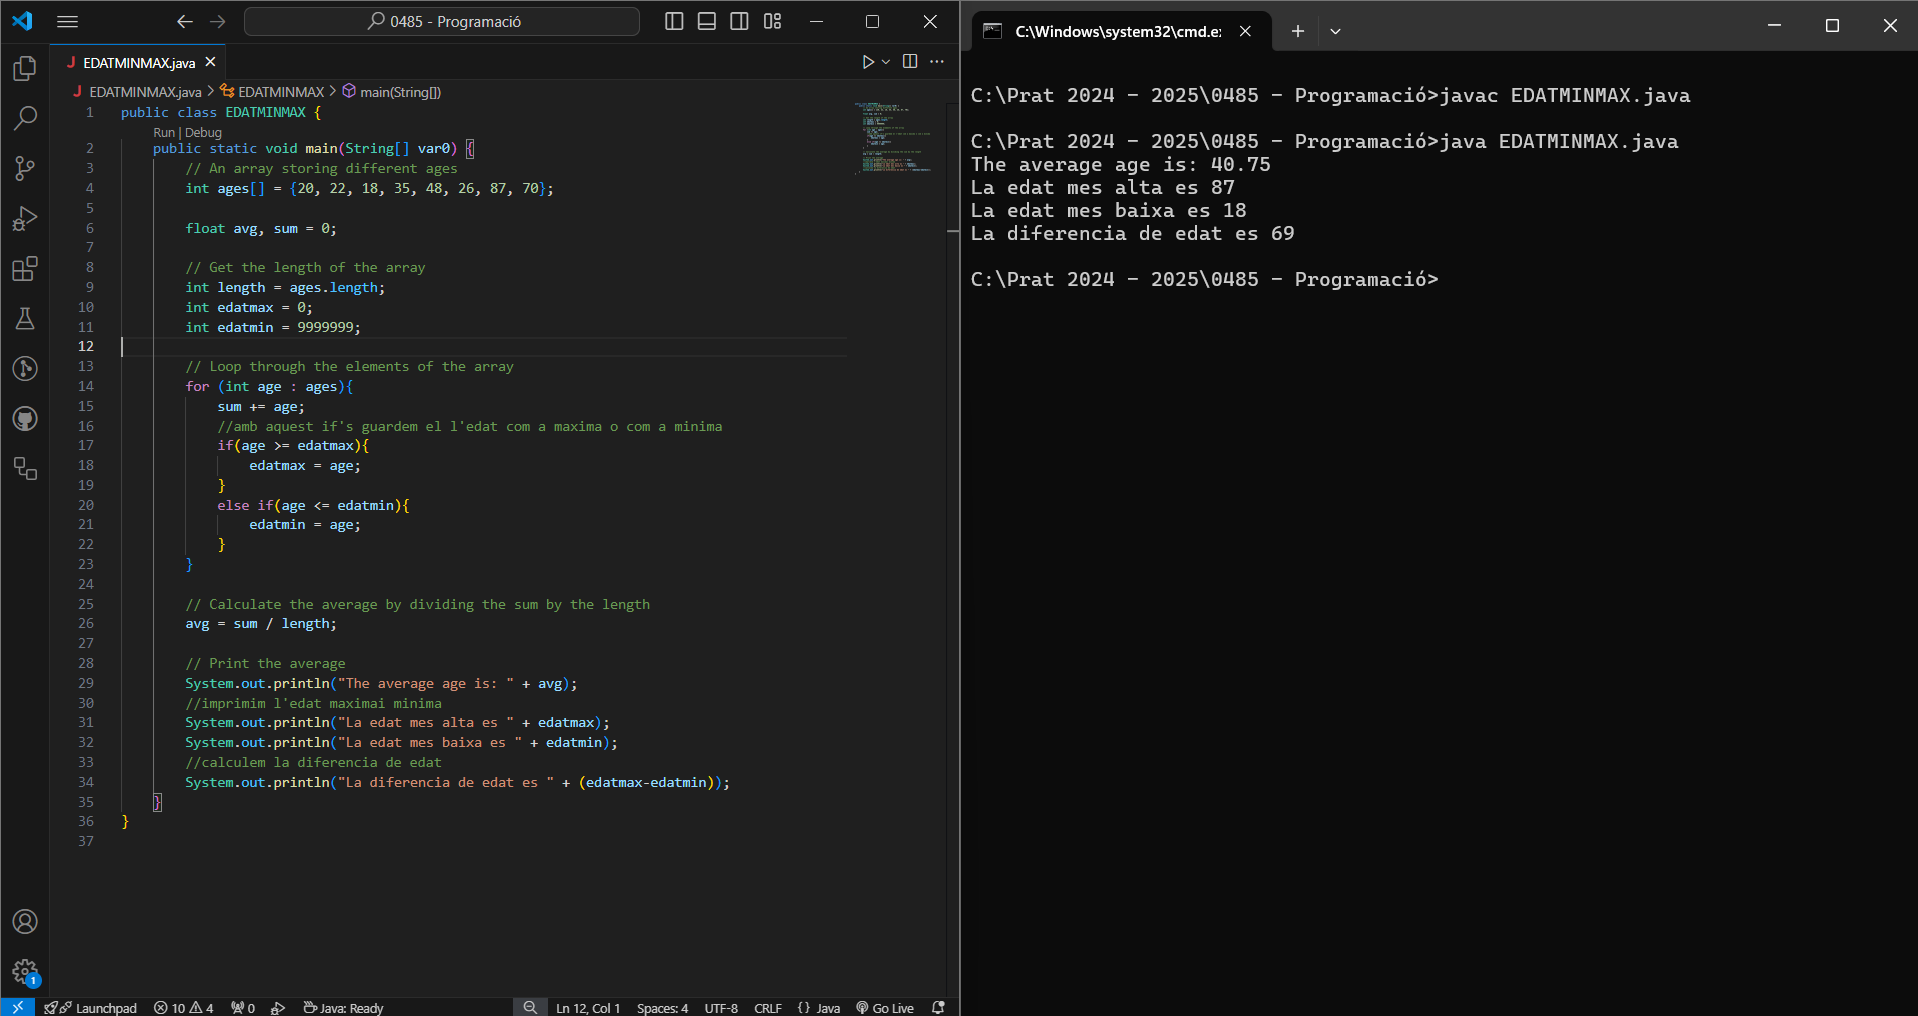 0485 - Programació
EDATMINMAX.java
EDATMINMAX.java > EDATMINMAX > main(String[])
1 public class EDATMINMAX {
Run | Debug
2 public static void main(String[] var0) {
3 // An array storing different ages
4 int ages[] = {20, 22, 18, 35, 48, 26, 87, 70};
5
6 float avg, sum = 0;
7
8 // Get the length of the array
9 int length = ages.length;
10 int edatmax = 0;
11 int edatmin = 9999999;
12
13 // Loop through the elements of the array
14 for (int age : ages){
15 sum += age;
16 //amb aquest if's guardem el l'edat com a maxima o com a minima
17 if(age >= edatmax){
18 edatmax = age;
19 }
20 else if(age <= edatmin){
21 edatmin = age;
22 }
23 }
24
25 // Calculate the average by dividing the sum by the length
26 avg = sum / length;
27
28 // Print the average
29 System.out.println("The average age is: " + avg);
30 //imprimim l'edat maximai minima
31 System.out.println("La edat mes alta es " + edatmax);
32 System.out.println("La edat mes baixa es " + edatmin);
33 //calculem la diferencia de edat
34 System.out.println("La diferencia de edat es " + (edatmax-edatmin));
35 }
36 }
37
1
Launchpad 10 4 0 Java: Ready Ln 12, Col 1 Spaces: 4 UTF-8 CRLF {} Java Go Live
C:\Windows\system32\cmd.e
C:\Prat 2024 - 2025\0485 - Programació>javac EDATMINMAX.java
C:\Prat 2024 - 2025\0485 - Programació>java EDATMINMAX.java
The average age is: 40.75
La edat mes alta es 87
La edat mes baixa es 18
La diferencia de edat es 69
C:\Prat 2024 - 2025\0485 - Programació>